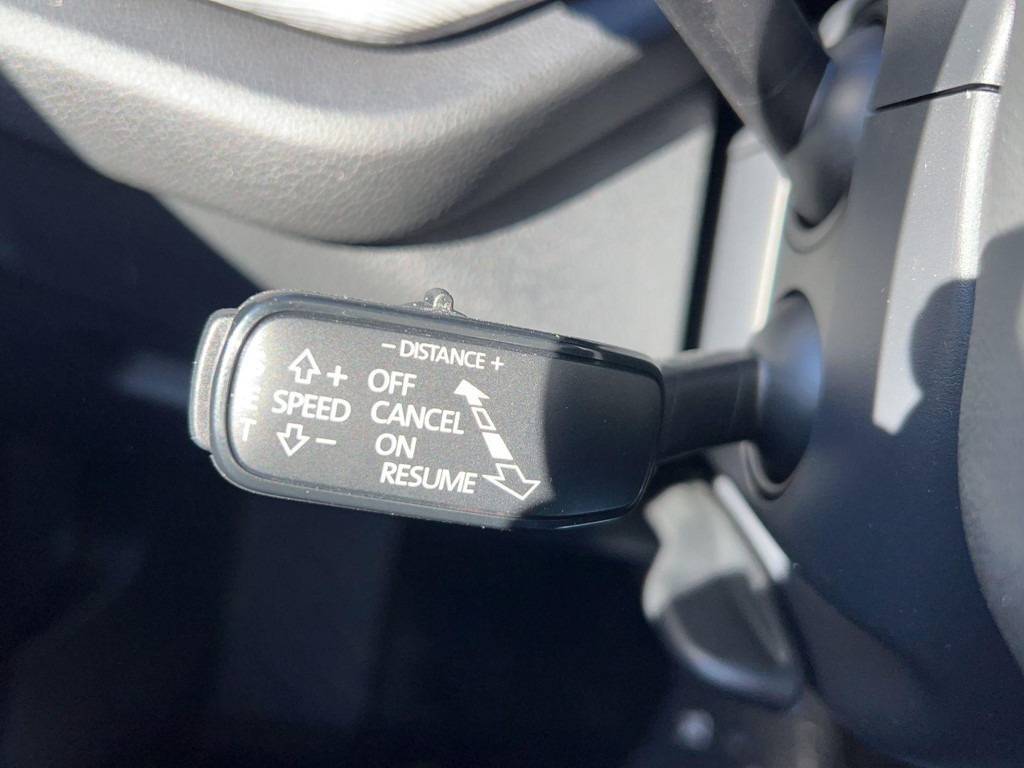 - DISTANCE +
+ OFF
SPEED CANCEL
- ON
RESUME